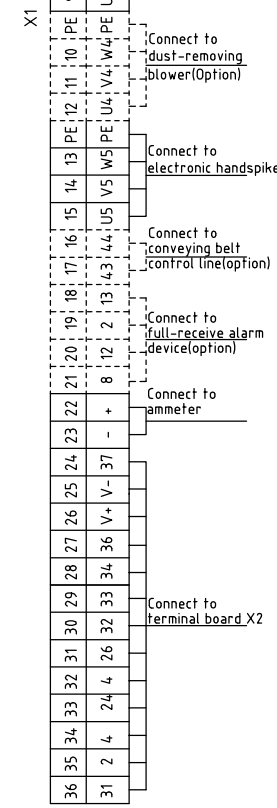 X1
U
PE PE
10 W4
11 V4
12 U4
Connect to
dust-removing
blower(Option)
PE PE
13 W5
14 V5
15 U5
Connect to
electronic handspike
16 44
17 43
Connect to
conveying belt
control line(option)
18 13
19 2
20 12
21 8
Connect to
full-receive alarm
device(option)
22 +
23 -
Connect to
ammeter
24 37
25 V-
26 V+
27 36
28 34
29 33
30 32
31 26
32 4
33 24
34 4
35 2
36 31
Connect to
terminal board X2